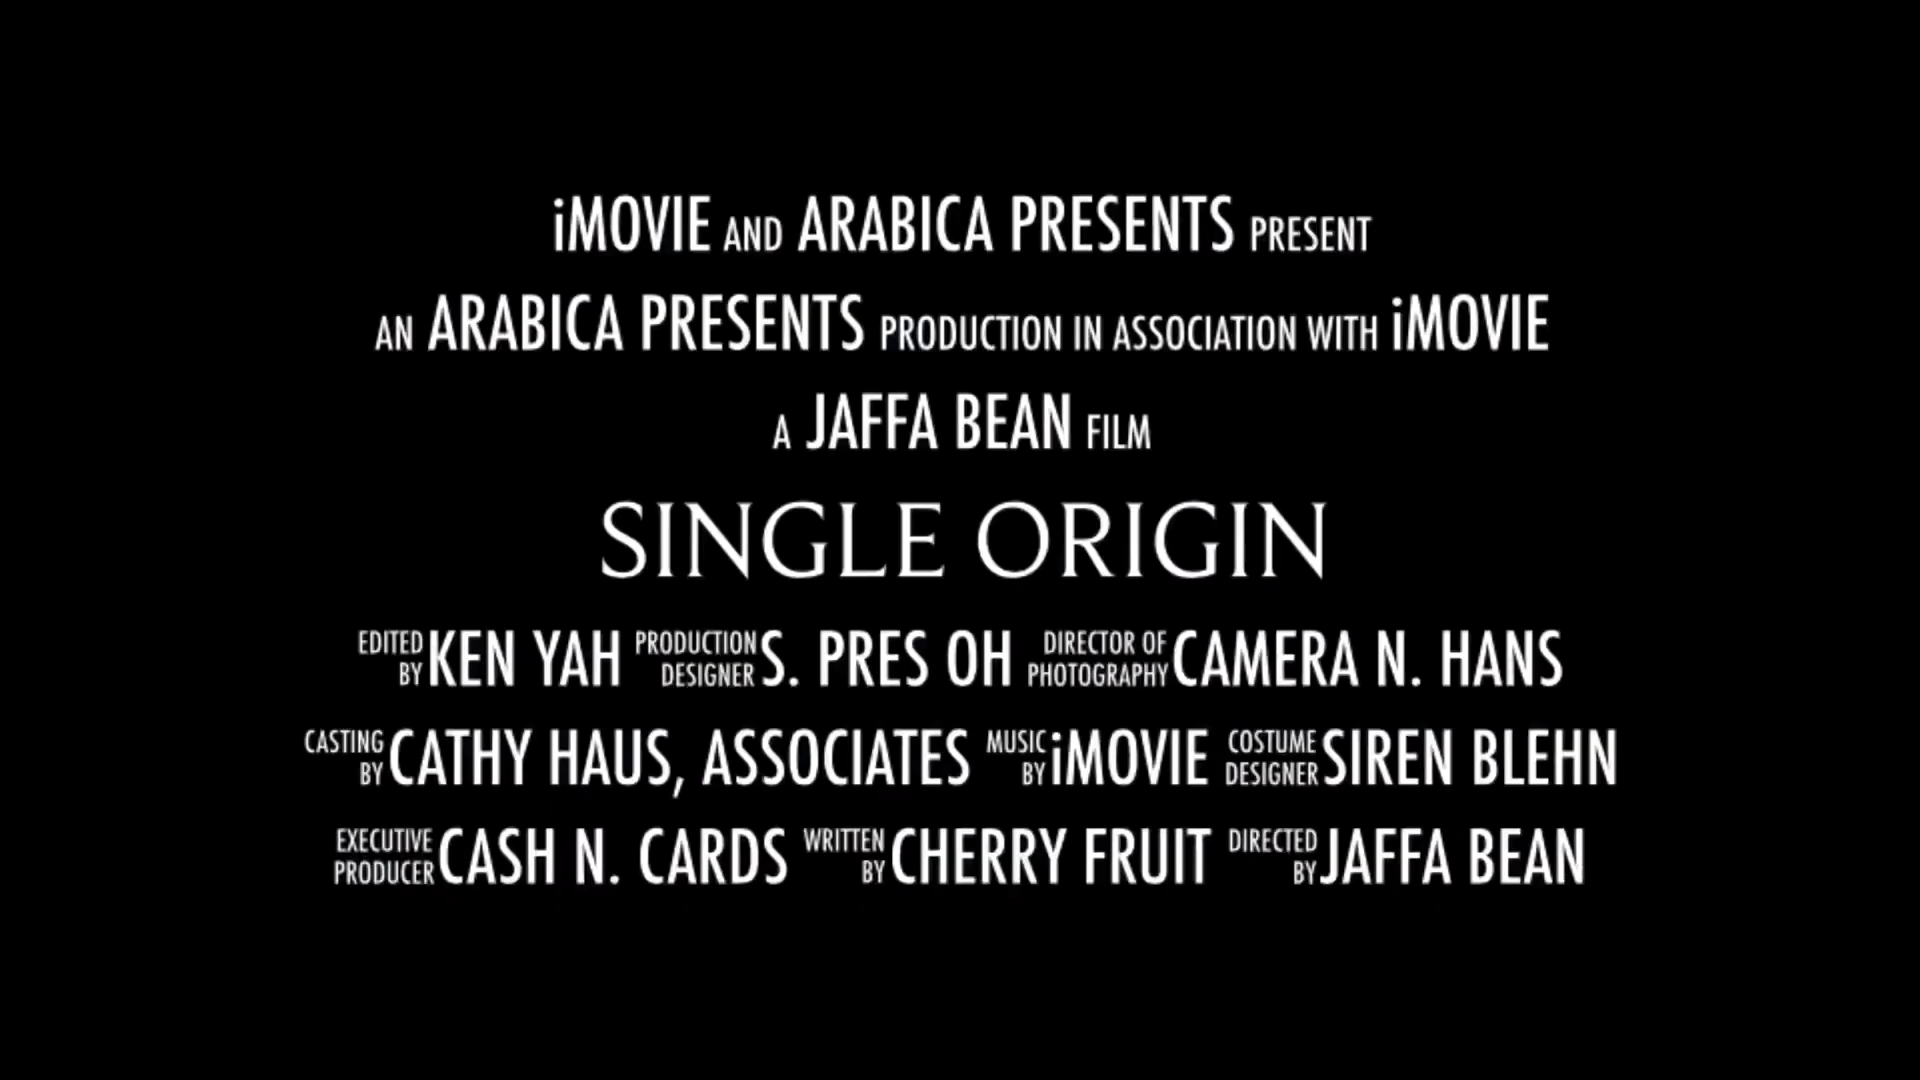 iMOVIE AND ARABICA PRESENTS PRESENT
AN ARABICA PRESENTS PRODUCTION IN ASSOCIATION WITH iMOVIE
A JAFFA BEAN FILM
SINGLE ORIGIN
EDITED BY KEN YAH PRODUCTION DESIGNER S. PRES OH DIRECTOR OF PHOTOGRAPHY CAMERA N. HANS
CASTING BY CATHY HAUS, ASSOCIATES MUSIC BY iMOVIE COSTUME DESIGNER SIREN BLEHN
EXECUTIVE PRODUCER CASH N. CARDS WRITTEN BY CHERRY FRUIT DIRECTED BY JAFFA BEAN